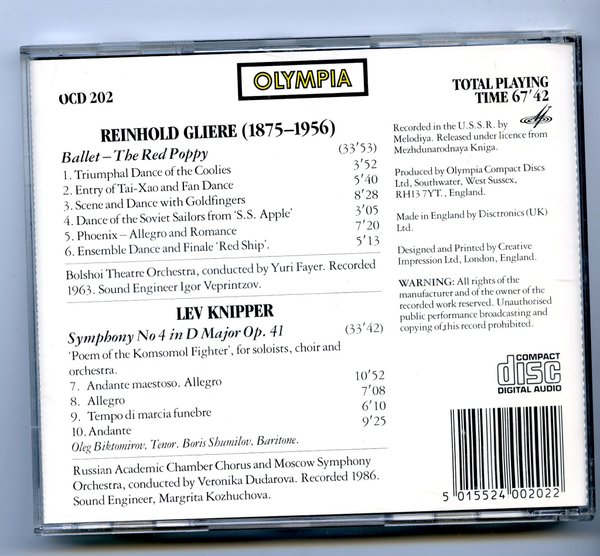 OLYMPIA
OCD 202
TOTAL PLAYING
TIME 67'42
REINHOLD GLIERE (1875–1956)
Ballet – The Red Poppy (33'53)
1. Triumphal Dance of the Coolies 3'52
2. Entry of Tai-Xao and Fan Dance 5'40
3. Scene and Dance with Goldfingers 8'28
4. Dance of the Soviet Sailors from 'S.S. Apple' 3'05
5. Phoenix – Allegro and Romance 7'20
6. Ensemble Dance and Finale 'Red Ship'. 5'13
Bolshoi Theatre Orchestra, conducted by Yuri Fayer. Recorded
1963. Sound Engineer Igor Veprintzov.
LEV KNIPPER
Symphony No 4 in D Major Op. 41 (33'42)
'Poem of the Komsomol Fighter', for soloists, choir and
orchestra.
7. Andante maestoso. Allegro 10'52
8. Allegro 7'08
9. Tempo di marcia funebre 6'10
10. Andante 9'25
Oleg Biktomirov, Tenor. Boris Shumilov, Baritone.
Russian Academic Chamber Chorus and Moscow Symphony
Orchestra, conducted by Veronika Dudarova. Recorded 1986.
Sound Engineer, Margrita Kozhuchova.
Recorded in the U.S.S.R. by
Melodiya. Released under licence from
Mezhdunarodnaya Kniga.
Produced by Olympia Compact Discs
Ltd, Southwater, West Sussex,
RH13 7YT., England.
Made in England by Disctronics (UK)
Ltd.
Designed and Printed by Creative
Impression Ltd, London, England.
WARNING: All rights of the
manufacturer and of the owner of the
recorded work reserved. Unauthorised
public performance broadcasting and
copying of,this record prohibited.
COMPACT
disc
DIGITAL AUDIO
5 015524 002022